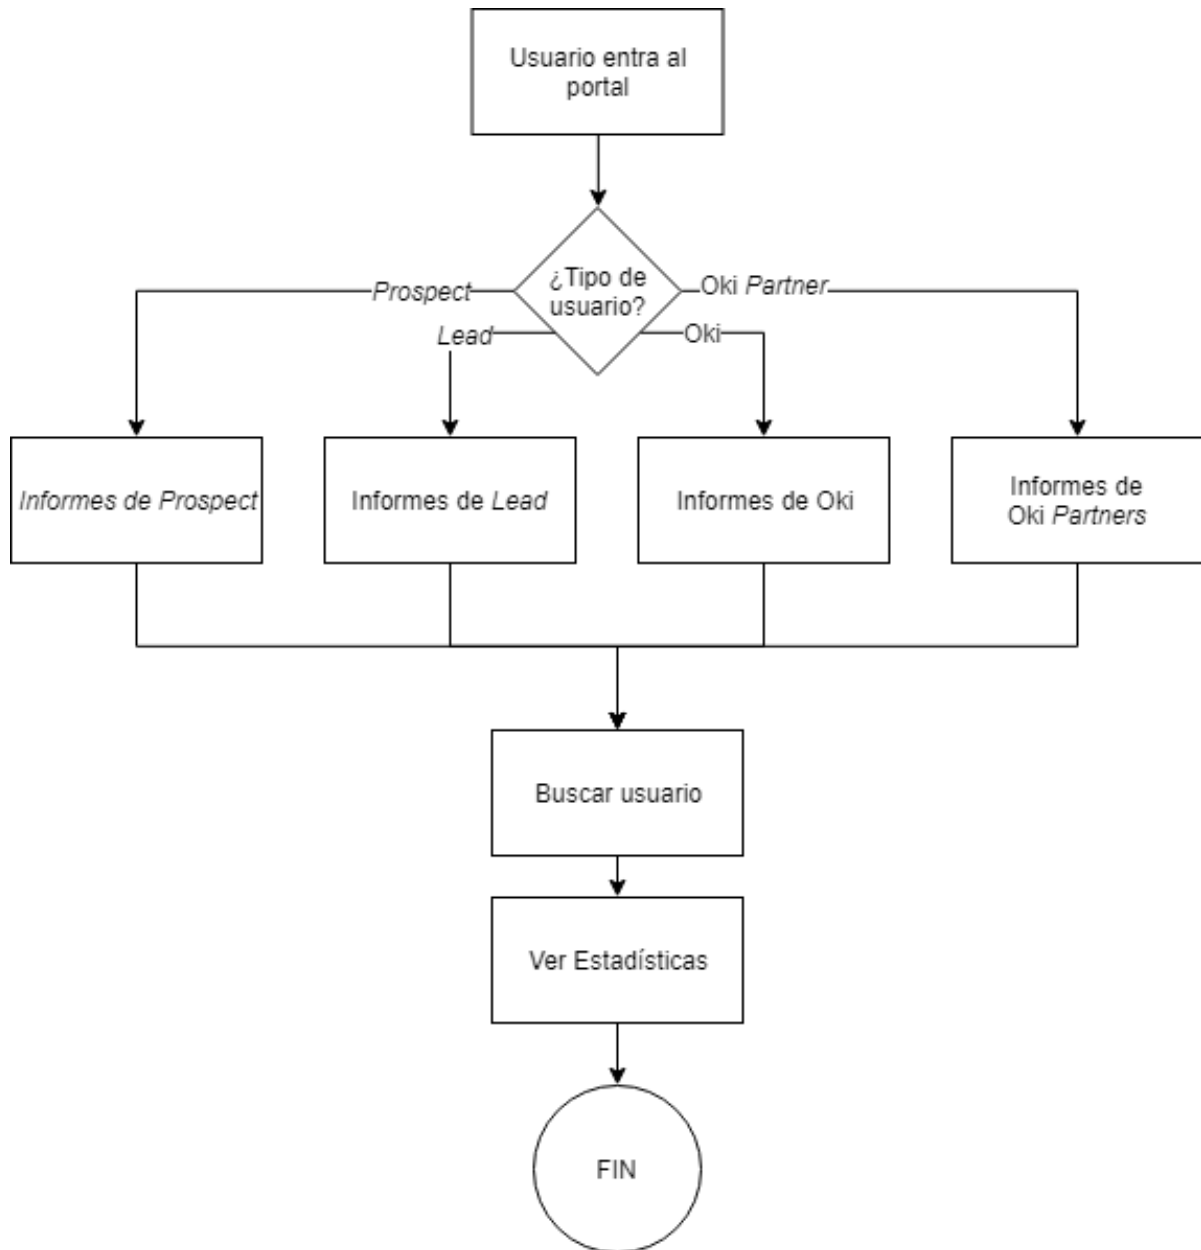 Usuario entra al
portal
¿Tipo de
usuario?
Prospect
Oki Partner
Lead
Oki
Informes de Prospect
Informes de Lead
Informes de Oki
Informes de
Oki Partners
Buscar usuario
Ver Estadísticas
FIN